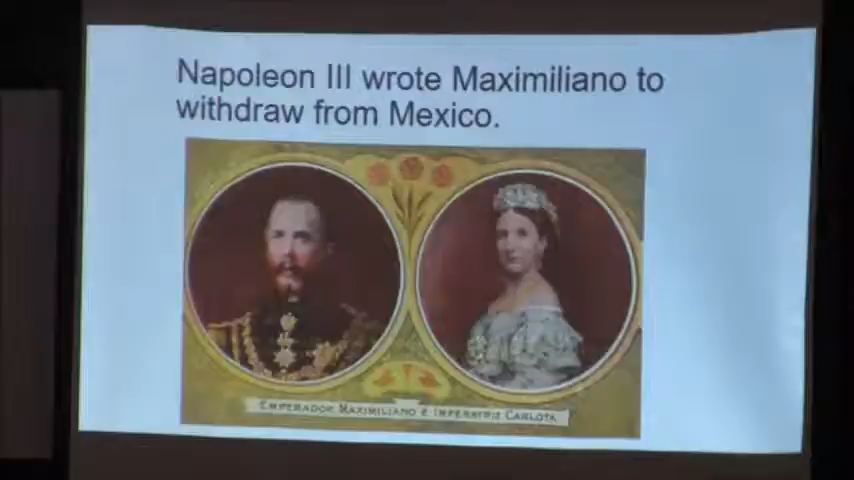 Napoleon III wrote Maximiliano to
withdraw from Mexico.
EMPERADOR MAXIMILIANO É IMPERATRIZ CARLOTA